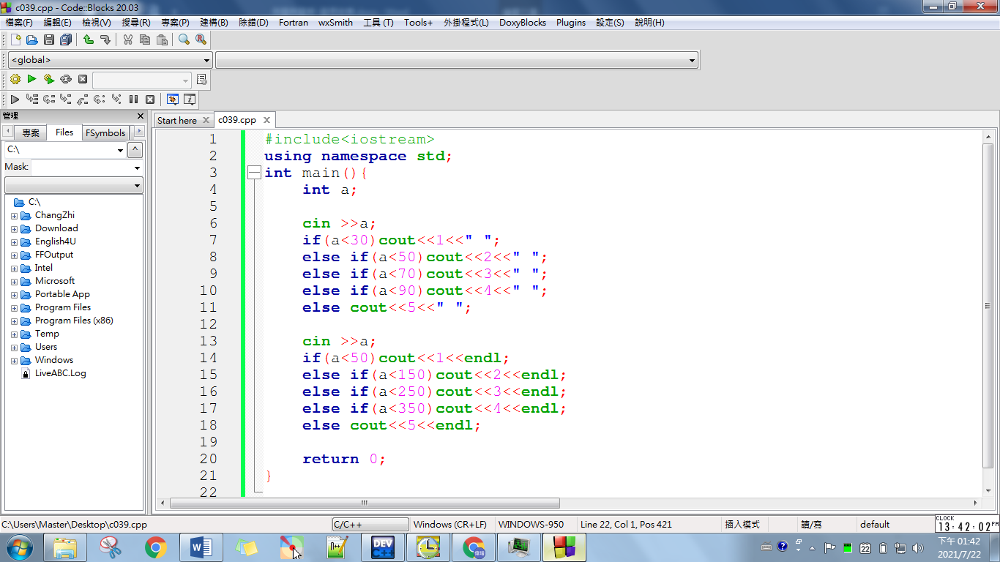 c039.cpp - Code::Blocks 20.03
檔案(F) 編輯(E) 檢視(V) 搜尋(R) 專案(P) 建構(B) 除錯(D) Fortran wxSmith 工具 (T) Tools+ 外掛程式(L) DoxyBlocks Plugins 設定(S) 說明(H)
<global>
管理
專案 Files FSymbols
C:\
Mask:
C:\
ChangZhi
Download
English4U
FFOutput
Intel
Microsoft
Portable App
Program Files
Program Files (x86)
Temp
Users
Windows
LiveABC.Log
Start here c039.cpp
1 #include<iostream>
2 using namespace std;
3 int main(){
4 int a;
5
6 cin >>a;
7 if(a<30)cout<<1<<" ";
8 else if(a<50)cout<<2<<" ";
9 else if(a<70)cout<<3<<" ";
10 else if(a<90)cout<<4<<" ";
11 else cout<<5<<" ";
12
13 cin >>a;
14 if(a<50)cout<<1<<endl;
15 else if(a<150)cout<<2<<endl;
16 else if(a<250)cout<<3<<endl;
17 else if(a<350)cout<<4<<endl;
18 else cout<<5<<endl;
19
20 return 0;
21 }
22
C:\Users\Master\Desktop\c039.cpp C/C++ Windows (CR+LF) WINDOWS-950 Line 22, Col 1, Pos 421 插入模式 讀/寫 default
CLOCK
13:42:02PM
DEV
C++
22
下午 01:42
2021/7/22